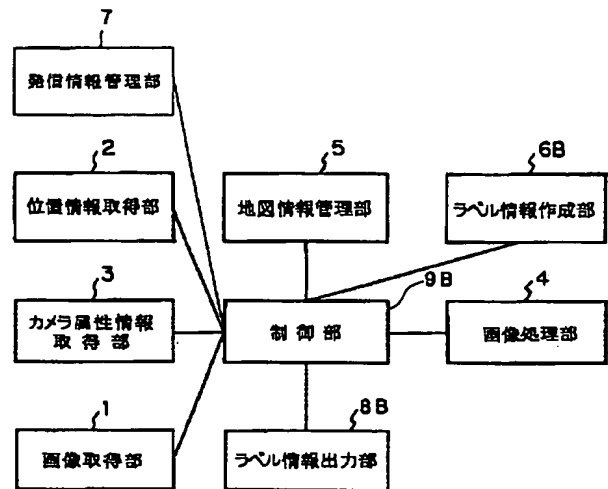 7
発信情報管理部
2
位置情報取得部
5
地図情報管理部
6B
ラベル情報作成部
3
カメラ属性情報
取得部
9B
制御部
4
画像処理部
1
画像取得部
8B
ラベル情報出力部